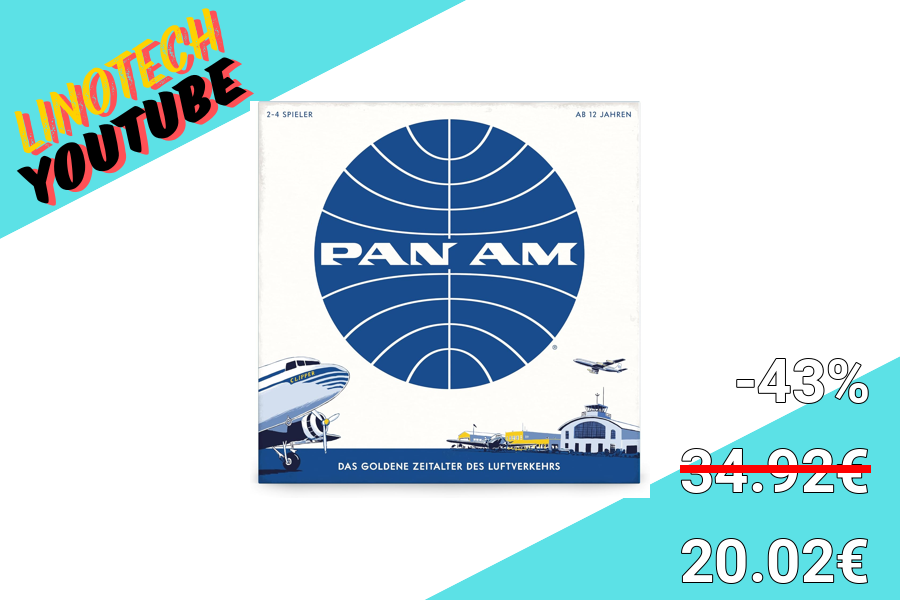 LINOTECH
YOUTUBE
2-4 SPIELER
AB 12 JAHREN
PAN AM
®
CLIPPER
DAS GOLDENE ZEITALTER DES LUFTVERKEHRS
-43%
34.92€
20.02€